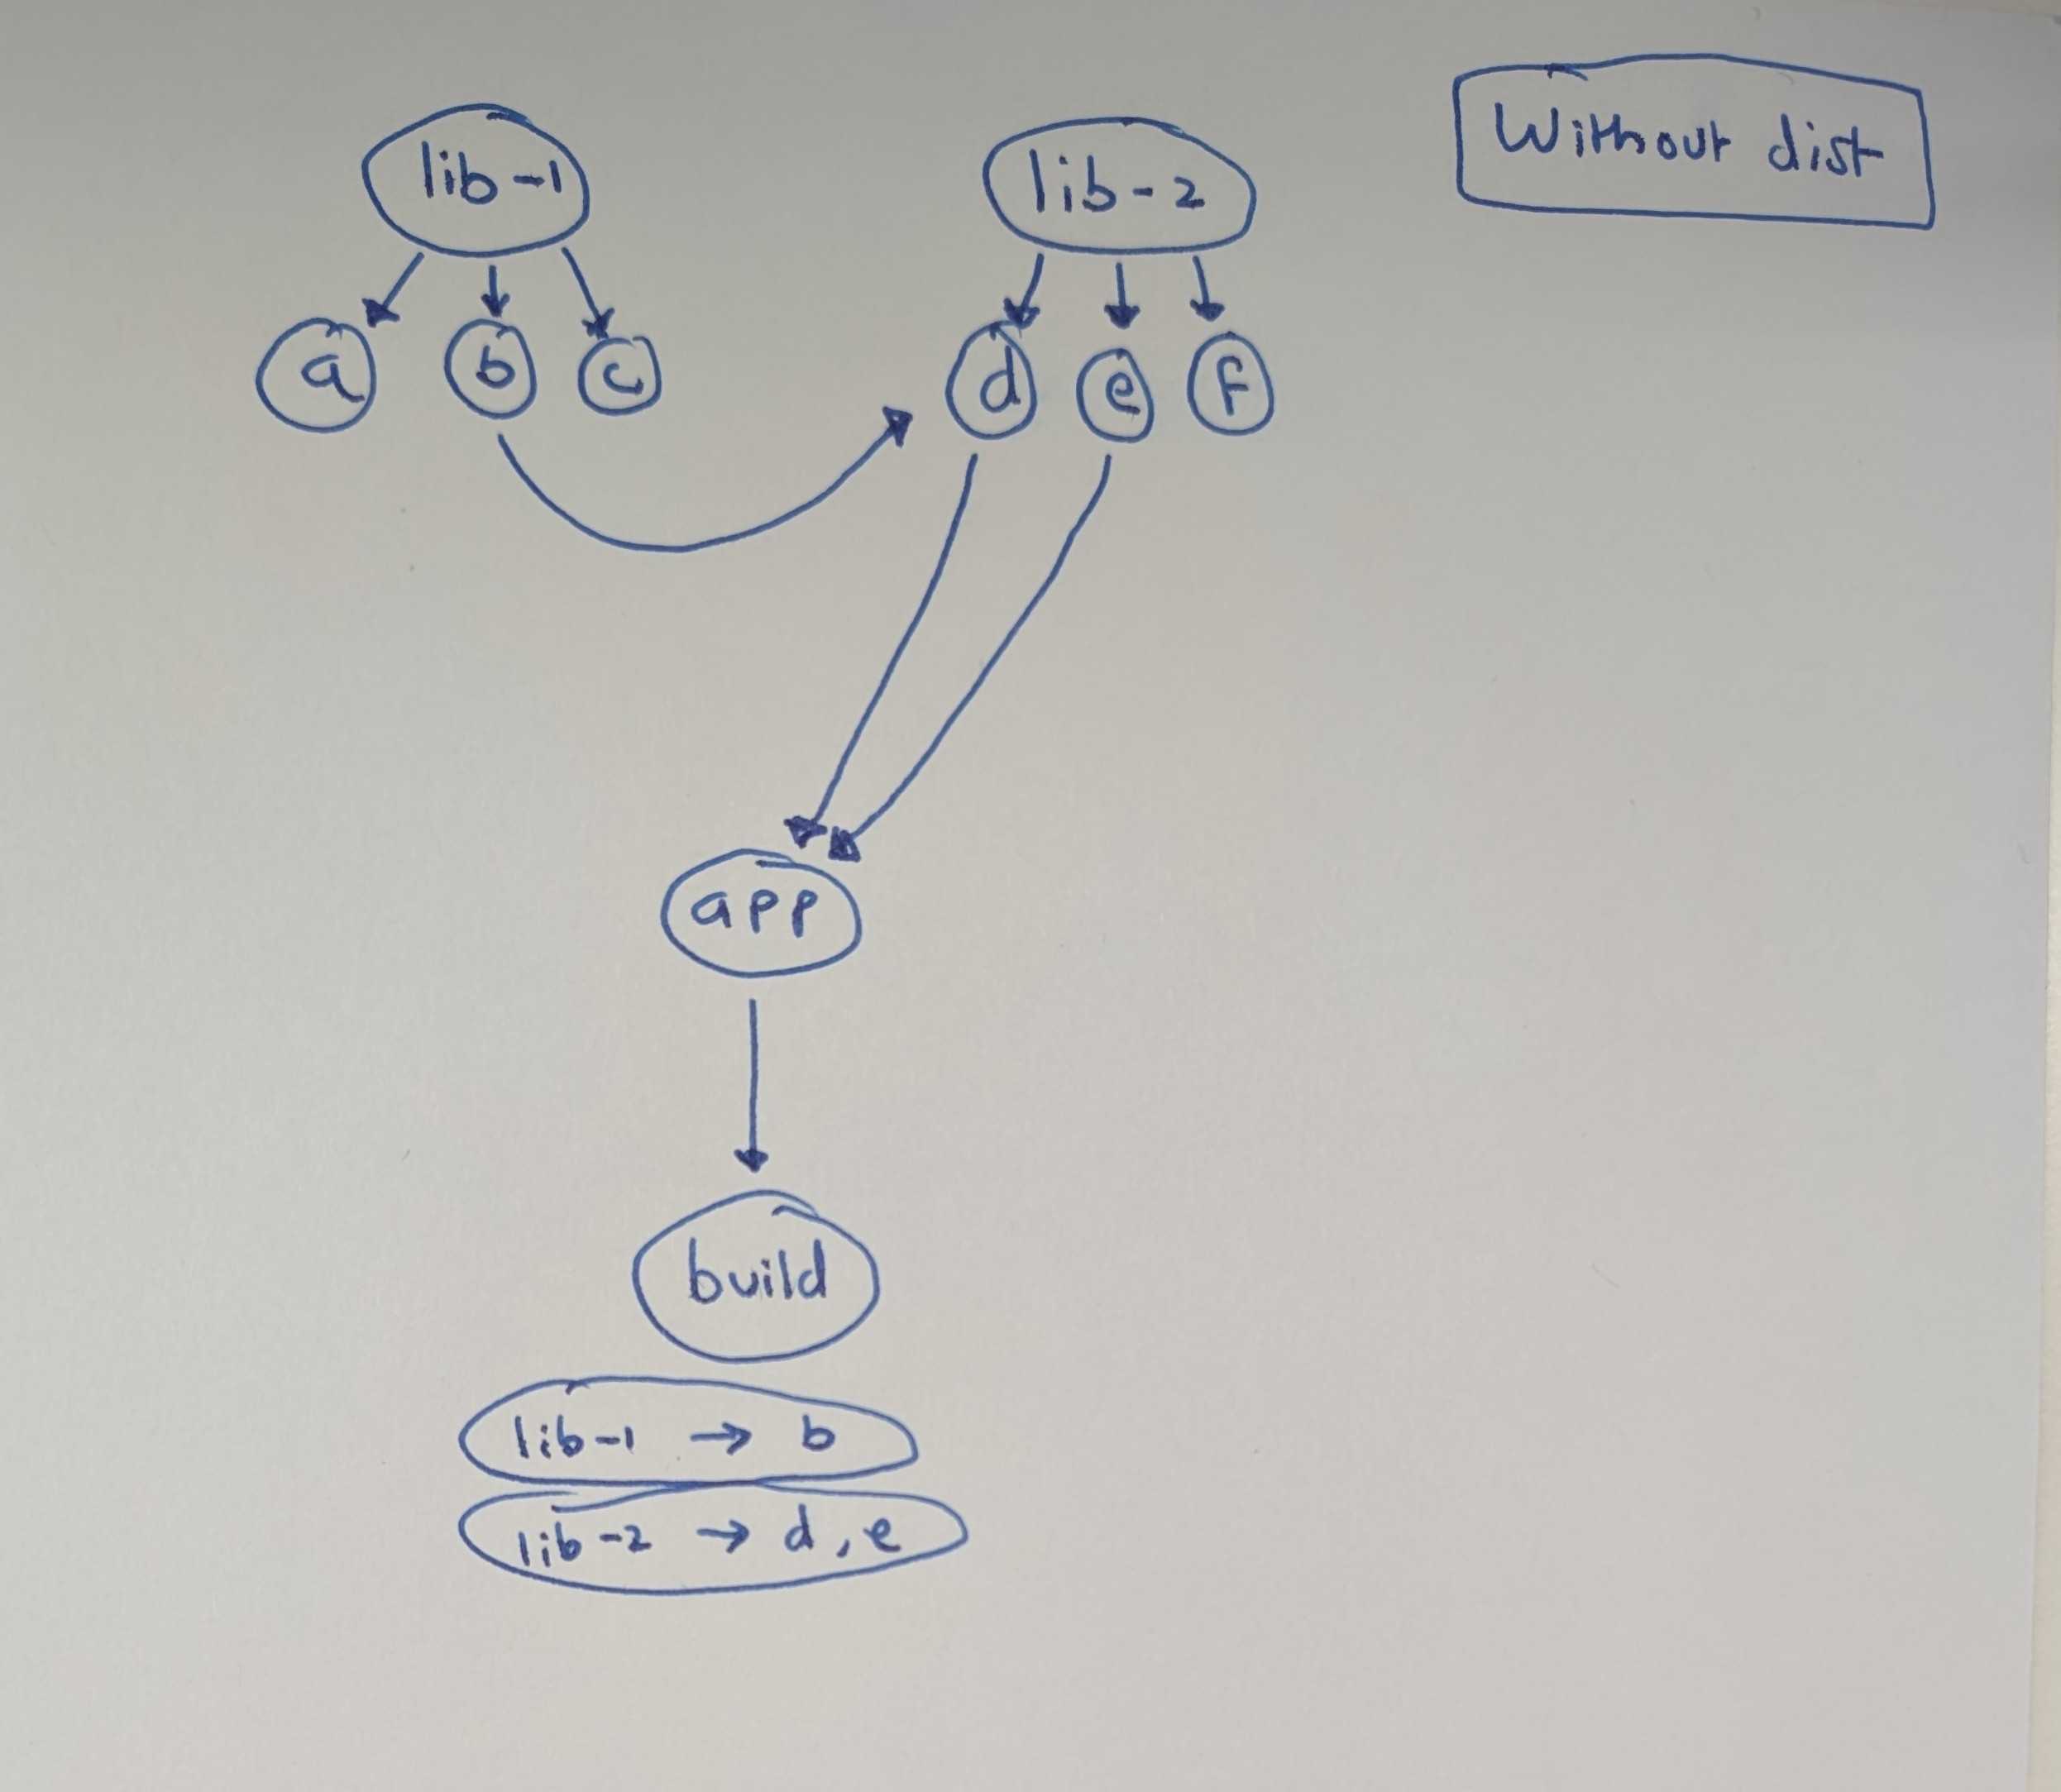 lib-1
lib-2
Without dist
a
b
c
d
e
f
app
build
lib-1 → b
lib-2 → d, e